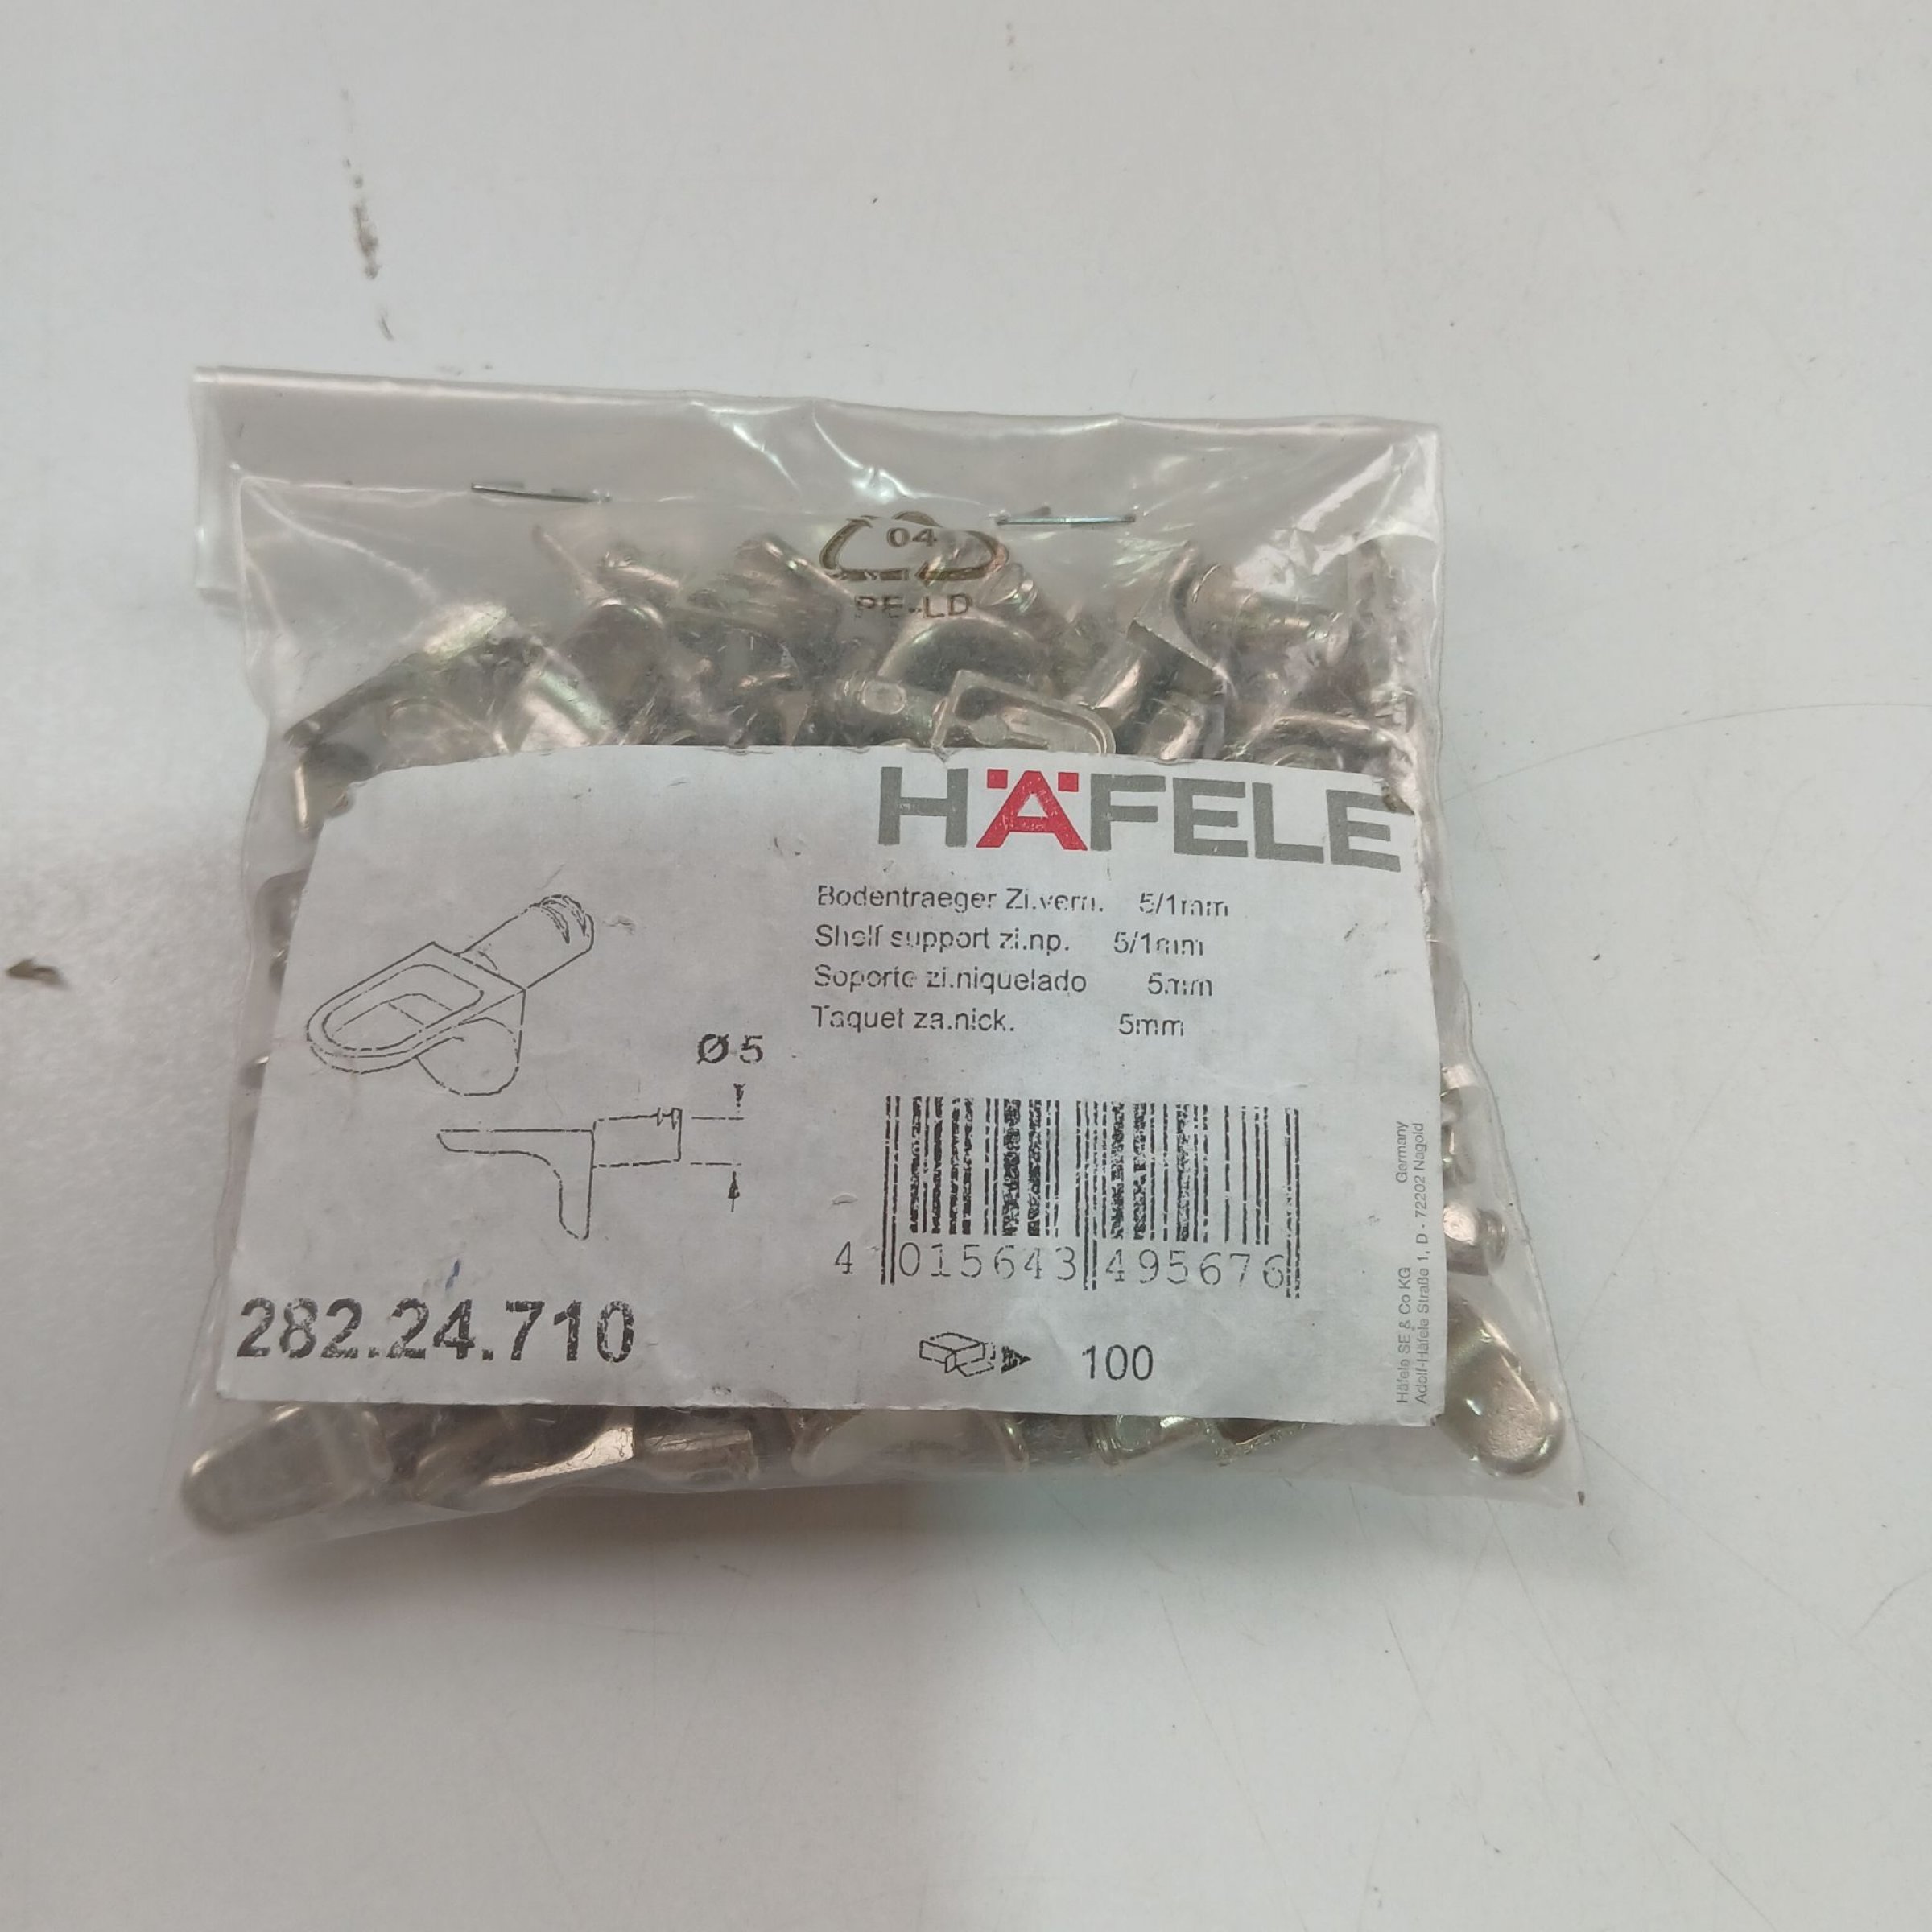 04
PE-LD
HÄFELE
Bodentraeger Zi.vern. 5/1mm
Shelf support zi.np. 5/1mm
Soporte zi.niquelado 5mm
Taquet za.nick. 5mm
Ø 5
4 015643 495676
282.24.710
100
Häfele SE & Co KG Germany
Adolf-Häfele Straße 1, D - 72202 Nagold